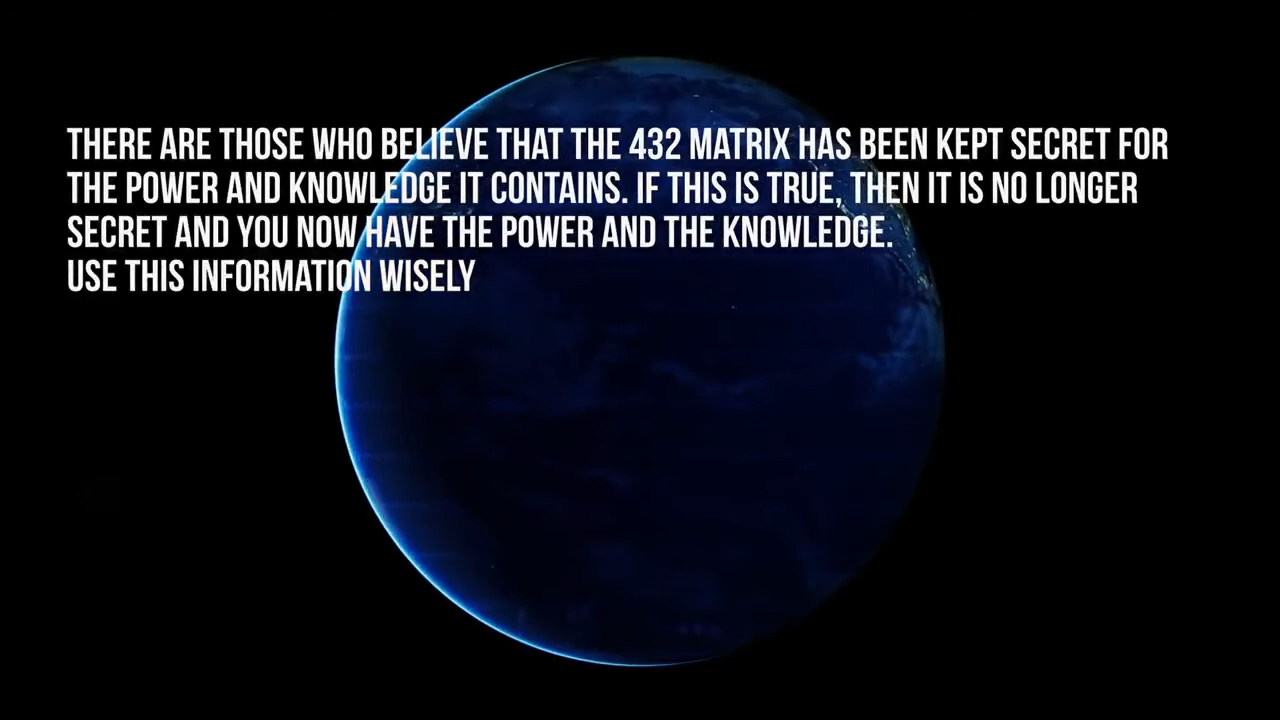 THERE ARE THOSE WHO BELIEVE THAT THE 432 MATRIX HAS BEEN KEPT SECRET FOR
THE POWER AND KNOWLEDGE IT CONTAINS. IF THIS IS TRUE, THEN IT IS NO LONGER
SECRET AND YOU NOW HAVE THE POWER AND THE KNOWLEDGE.
USE THIS INFORMATION WISELY